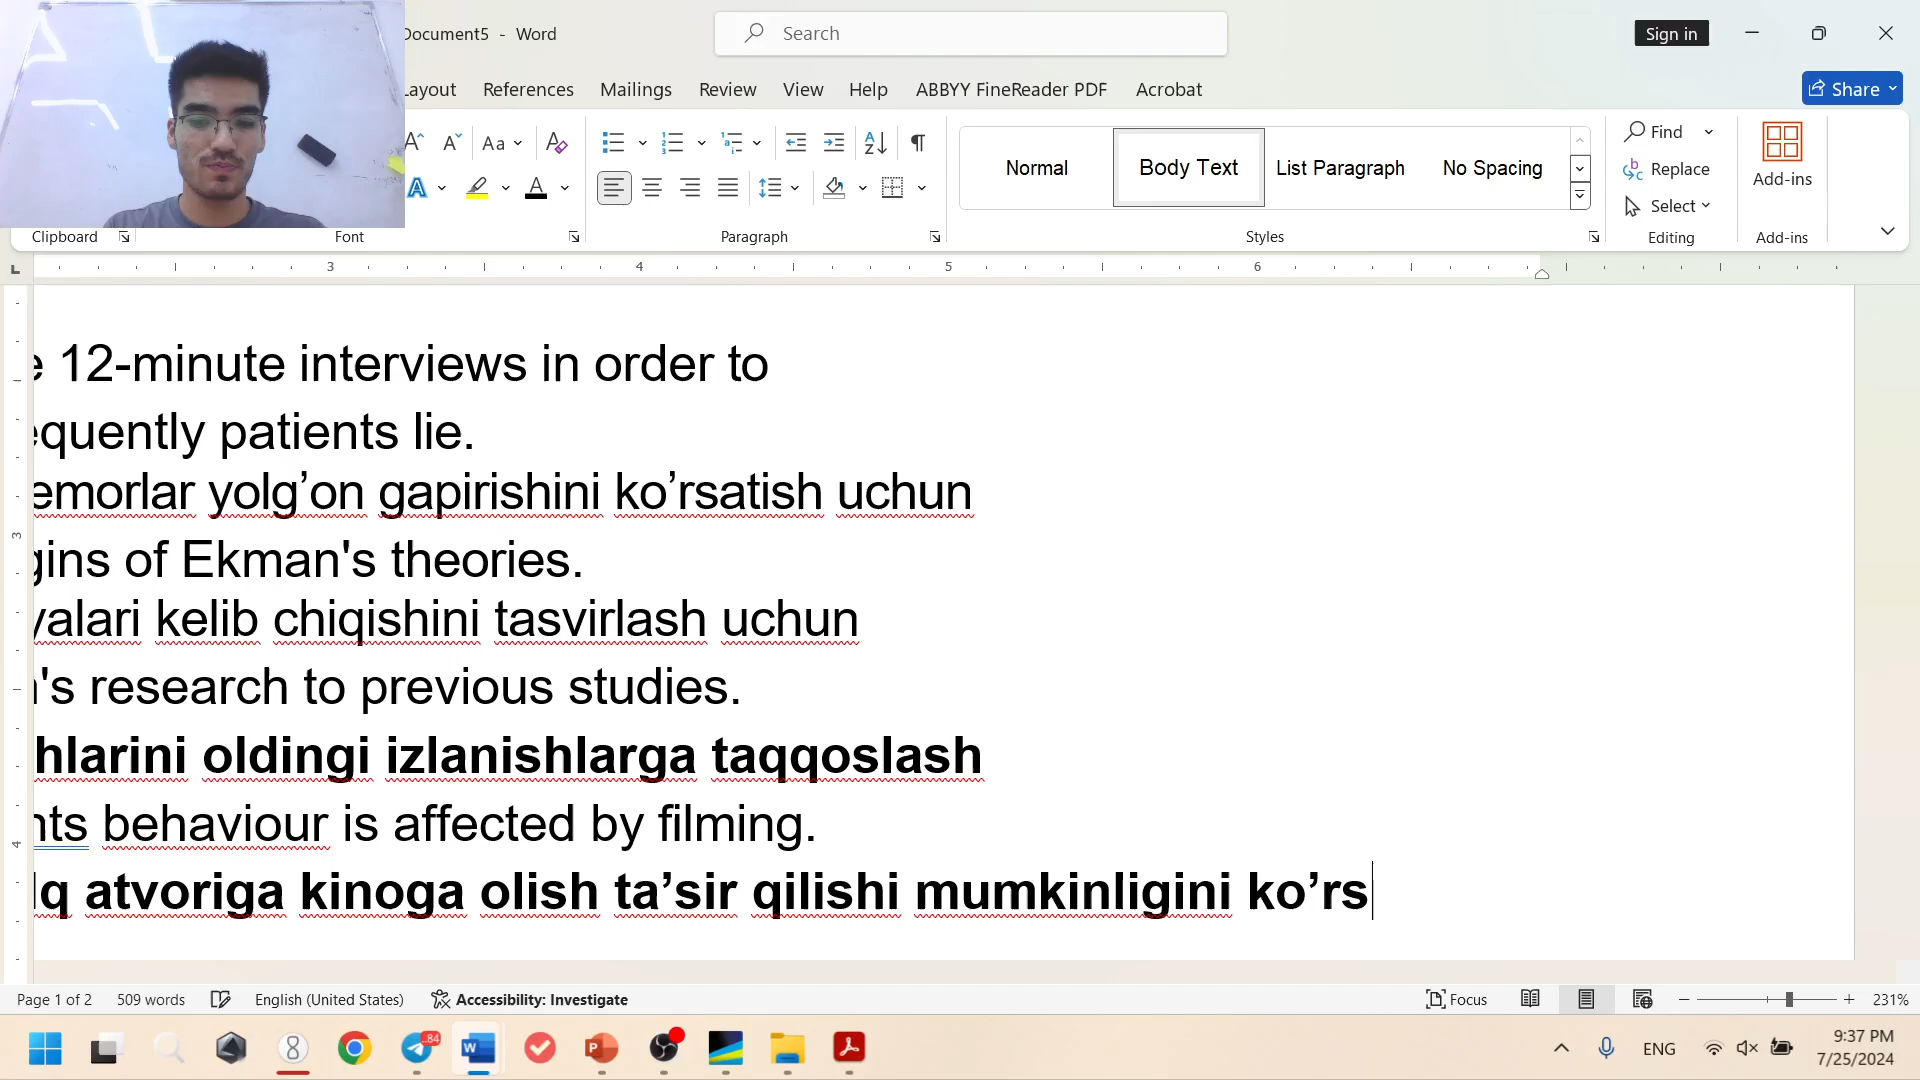 Document5 - Word
Search
Sign in
Layout References Mailings Review View Help ABBYY FineReader PDF Acrobat
Share
Aa
Normal
Body Text
List Paragraph
No Spacing
Find
Replace
Select
Add-ins
Clipboard
Font
Paragraph
Styles
Editing
Add-ins
3 4 5 6
e 12-minute interviews in order to
equently patients lie.
emorlar yolg’on gapirishini ko’rsatish uchun
gins of Ekman's theories.
yalari kelib chiqishini tasvirlash uchun
's research to previous studies.
hlarini oldingi izlanishlarga taqqoslash
nts behaviour is affected by filming.
lq atvoriga kinoga olish ta’sir qilishi mumkinligini ko’rs
3
4
Page 1 of 2
509 words
English (United States)
Accessibility: Investigate
Focus
231%
84
ENG
9:37 PM
7/25/2024